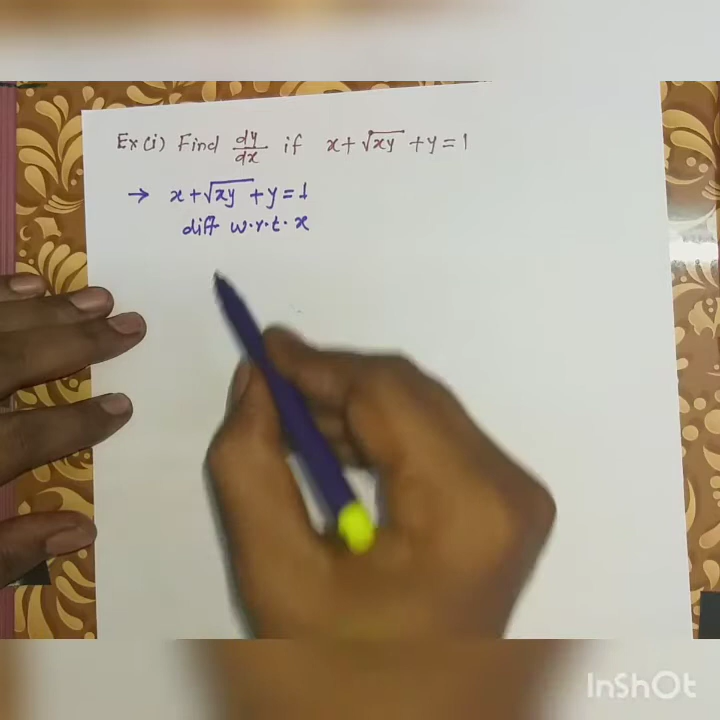 Ex(i) Find dy/dx if x+√xy +y=1
→ x+√xy +y=1
diff w.r.t. x
InShOt